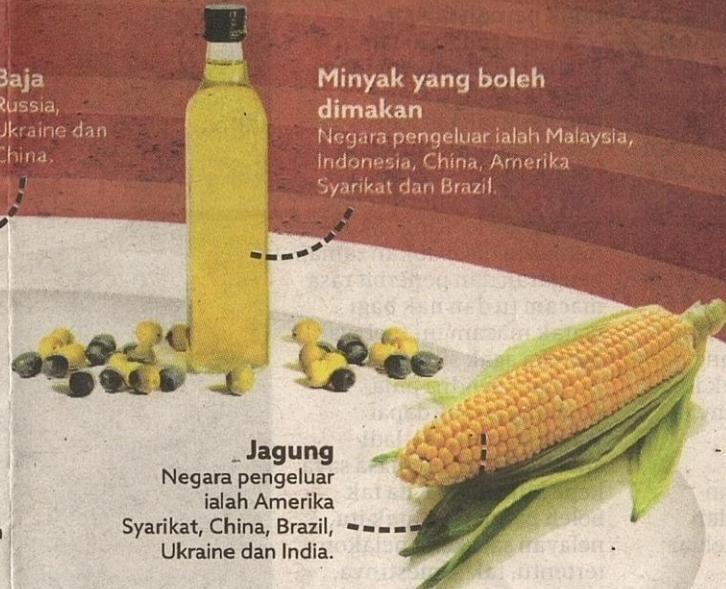 Baja
Russia,
Ukraine dan
China.
Minyak yang boleh
dimakan
Negara pengeluar ialah Malaysia,
Indonesia, China, Amerika
Syarikat dan Brazil.
Jagung
Negara pengeluar
ialah Amerika
Syarikat, China, Brazil,
Ukraine dan India.